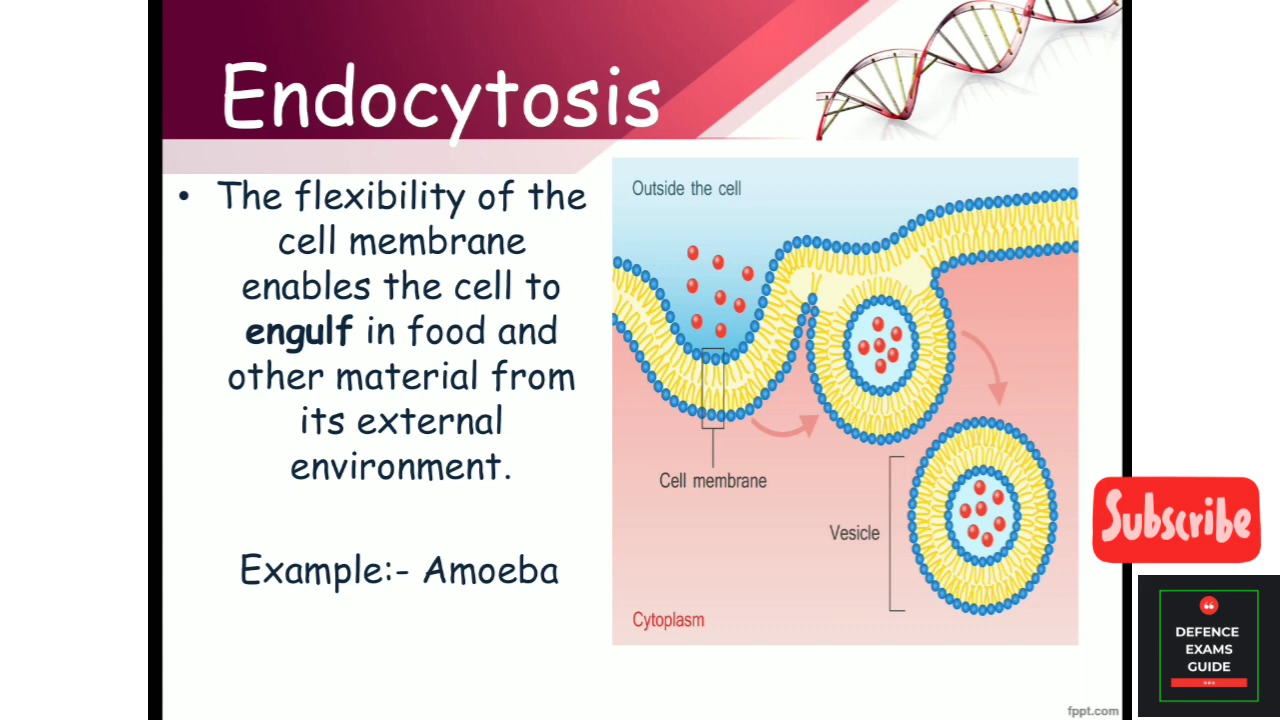 Endocytosis
• The flexibility of the
cell membrane
enables the cell to
engulf in food and
other material from
its external
environment.
Example:- Amoeba
Outside the cell
Cell membrane
Vesicle
Cytoplasm
Subscribe
DEFENCE
EXAMS
GUIDE
fppt.com